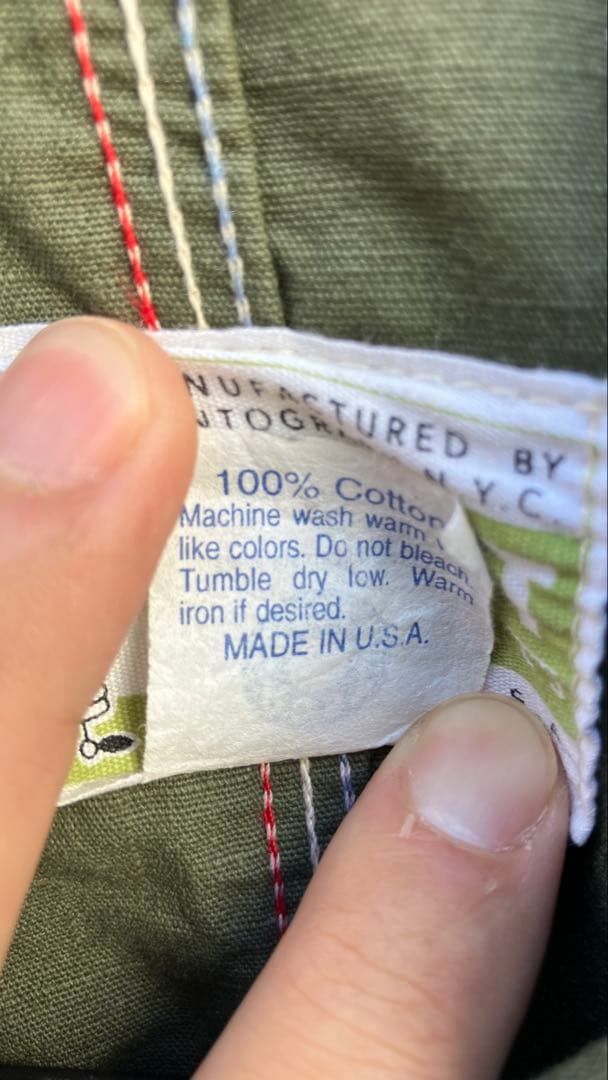 NUFACTURED BY
NTOGR N.Y.C.
100% Cotton
Machine wash warm
like colors. Do not bleach.
Tumble dry low. Warm
iron if desired.
MADE IN U.S.A.